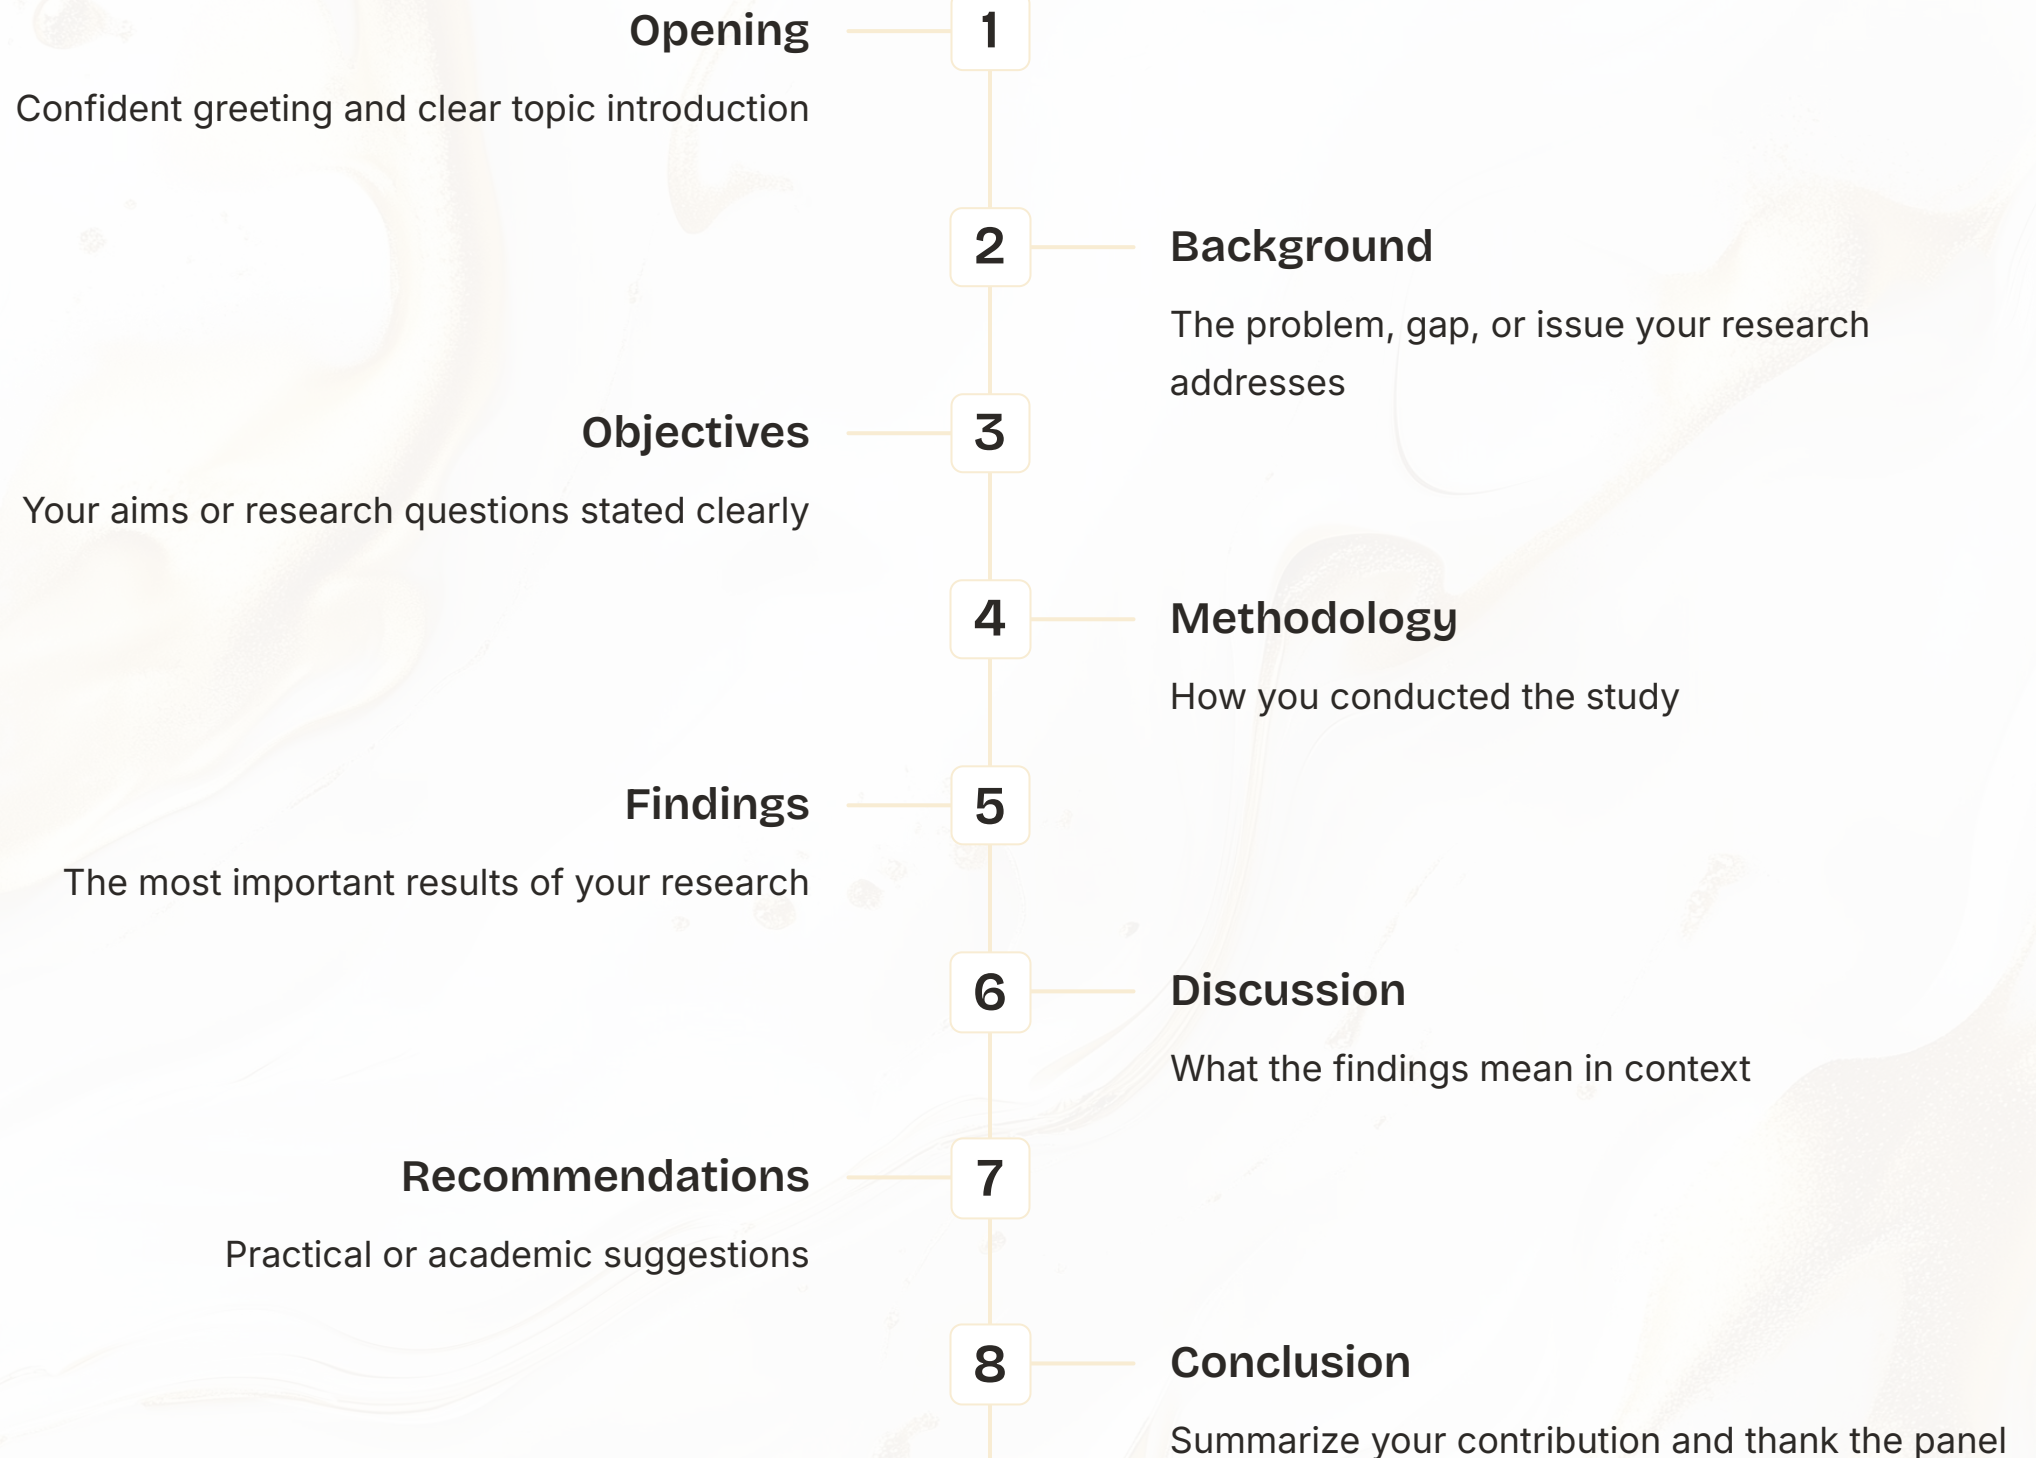 Opening
1
Confident greeting and clear topic introduction
2
Background
The problem, gap, or issue your research
addresses
Objectives
3
Your aims or research questions stated clearly
4
Methodology
How you conducted the study
Findings
5
The most important results of your research
6
Discussion
What the findings mean in context
Recommendations
7
Practical or academic suggestions
8
Conclusion
Summarize your contribution and thank the panel